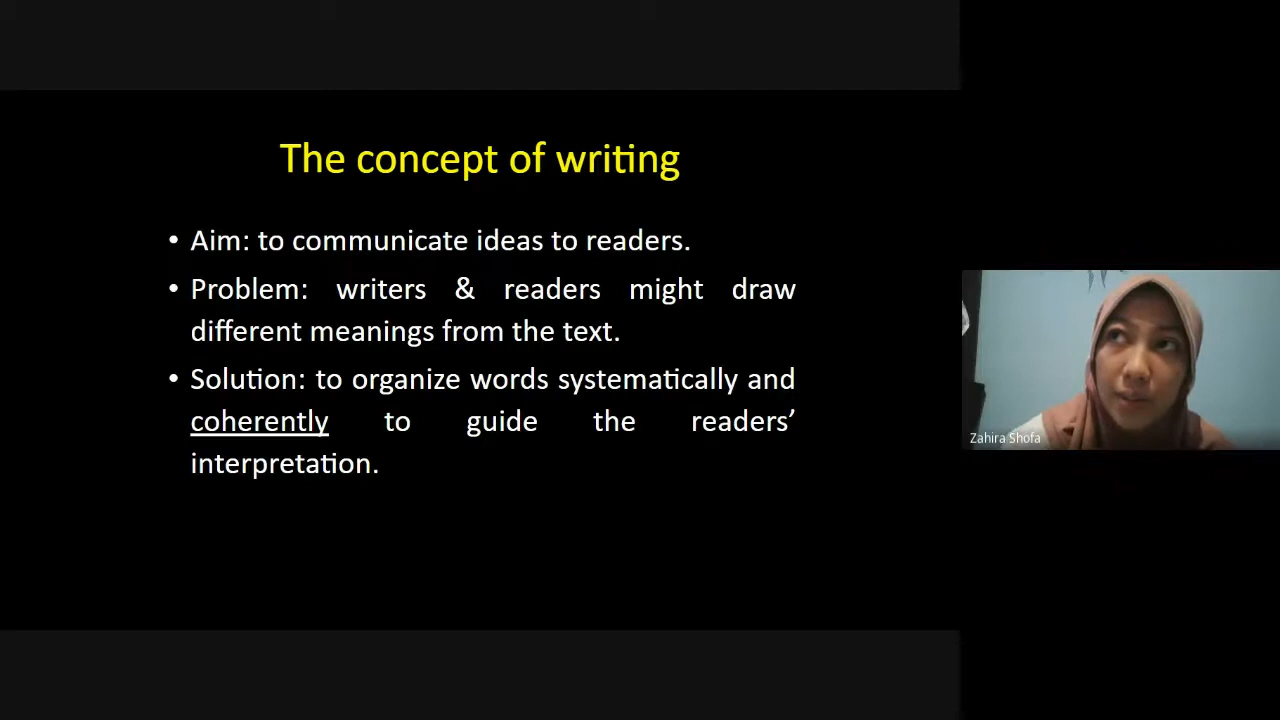 The concept of writing
• Aim: to communicate ideas to readers.
• Problem: writers & readers might draw
different meanings from the text.
• Solution: to organize words systematically and
coherently to guide the readers’
interpretation.
Zahira Shofa